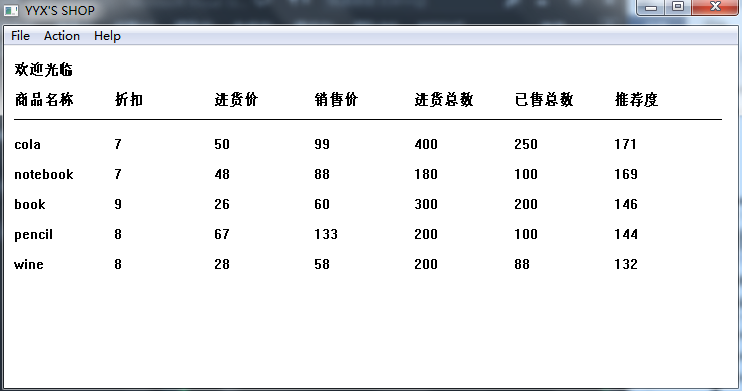 YYX'S SHOP
File Action Help
欢迎光临
商品名称 折扣 进货价 销售价 进货总数 已售总数 推荐度
cola 7 50 99 400 250 171
notebook 7 48 88 180 100 169
book 9 26 60 300 200 146
pencil 8 67 133 200 100 144
wine 8 28 58 200 88 132